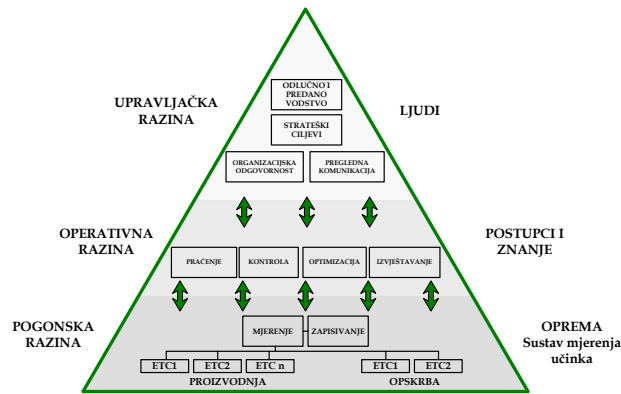 ODLUČNO I
PREDANO
VODSTVO
UPRAVLJAČKA
RAZINA
LJUDI
STRATEŠKI
CILJEVI
ORGANIZACIJSKA
ODGOVORNOST
PREGLEDNA
KOMUNIKACIJA
OPERATIVNA
RAZINA
POSTUPCI I
ZNANJE
PRAČENJE
KONTROLA
OPTIMIZACIJA
IZVJEŠTAVANJE
POGONSKA
RAZINA
MJERENJE
ZAPISIVANJE
OPREMA
Sustav mjerenja
učinka
ETC1
ETC2
ETC n
ETC1
ETC2
PROIZVODNJA
OPSKRBA